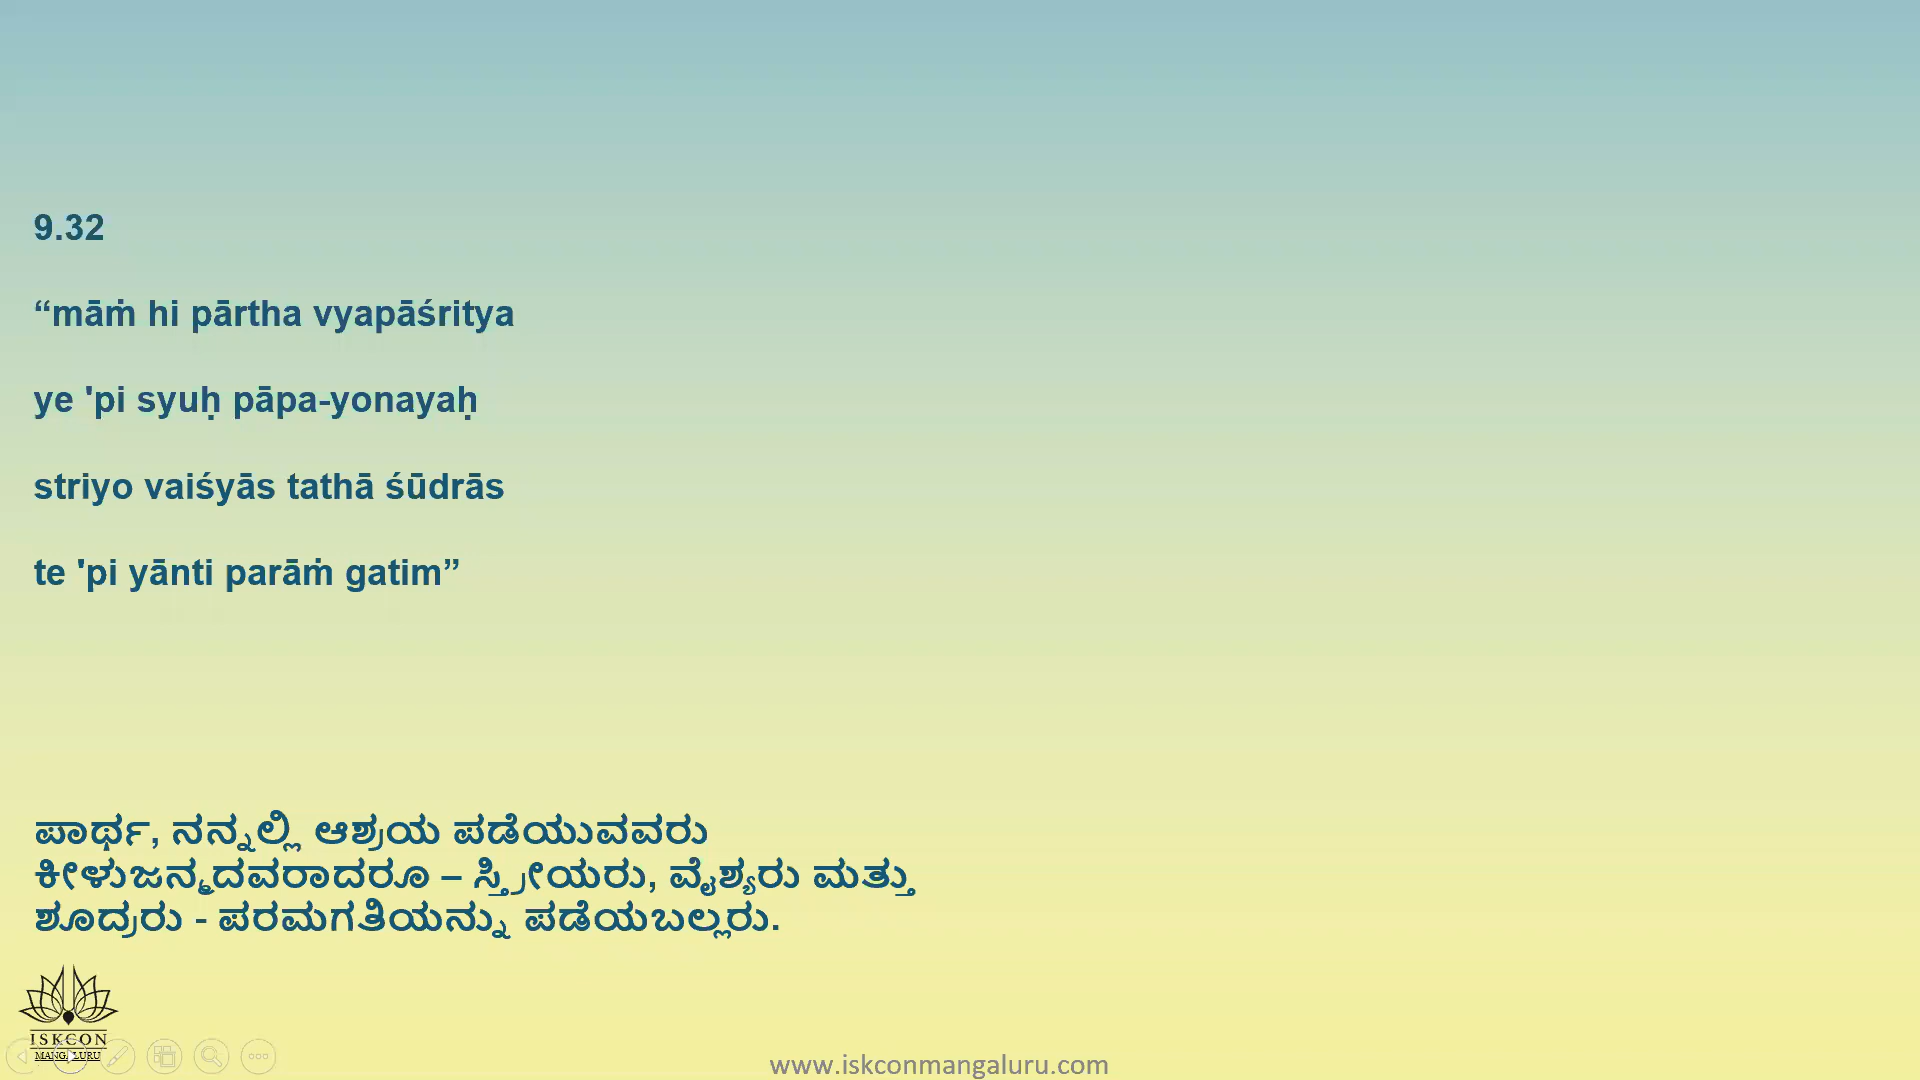 9.32
“māṁ hi pārtha vyapāśritya
ye 'pi syuḥ pāpa-yonayaḥ
striyo vaiśyās tathā śūdrās
te 'pi yānti parāṁ gatim”
ಪಾರ್ಥ, ನನ್ನಲ್ಲಿ ಆಶ್ರಯ ಪಡೆಯುವವರು
ಕೀಳುಜನ್ಮದವರಾದರೂ – ಸ್ತ್ರೀಯರು, ವೈಶ್ಯರು ಮತ್ತು
ಶೂದ್ರರು - ಪರಮಗತಿಯನ್ನು ಪಡೆಯಬಲ್ಲರು.
ISKCON
MANGALURU
www.iskconmangaluru.com